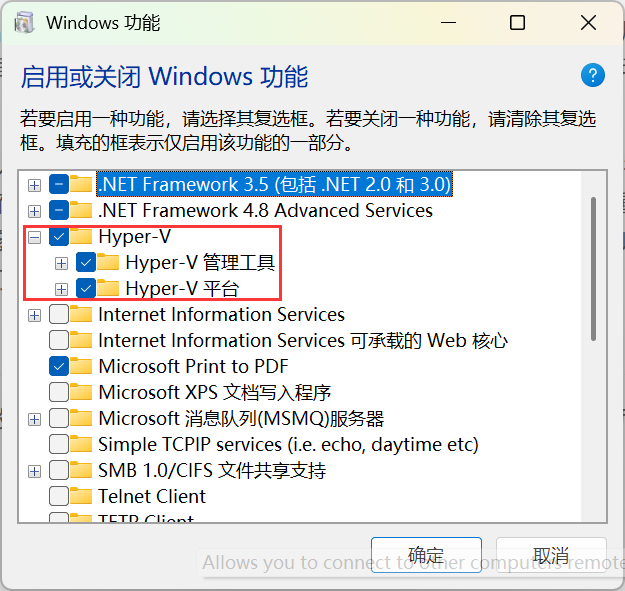 Windows 功能
启用或关闭 Windows 功能
?
若要启用一种功能，请选择其复选框。若要关闭一种功能，请清除其复选
框。填充的框表示仅启用该功能的一部分。
.NET Framework 3.5 (包括 .NET 2.0 和 3.0)
.NET Framework 4.8 Advanced Services
Hyper-V
Hyper-V 管理工具
Hyper-V 平台
Internet Information Services
Internet Information Services 可承载的 Web 核心
Microsoft Print to PDF
Microsoft XPS 文档写入程序
Microsoft 消息队列(MSMQ)服务器
Simple TCPIP services (i.e. echo, daytime etc)
SMB 1.0/CIFS 文件共享支持
Telnet Client
TFTP Client
确定 取消
Allows you to connect to other computers remote